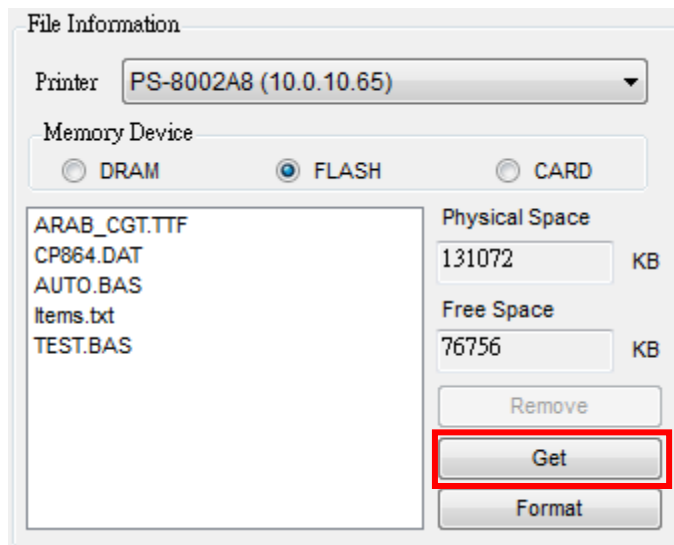 File Information
Printer PS-8002A8 (10.0.10.65)
Memory Device
DRAM FLASH CARD
ARAB_CGT.TTF
CP864.DAT
AUTO.BAS
Items.txt
TEST.BAS
Physical Space
131072 KB
Free Space
76756 KB
Remove
Get
Format